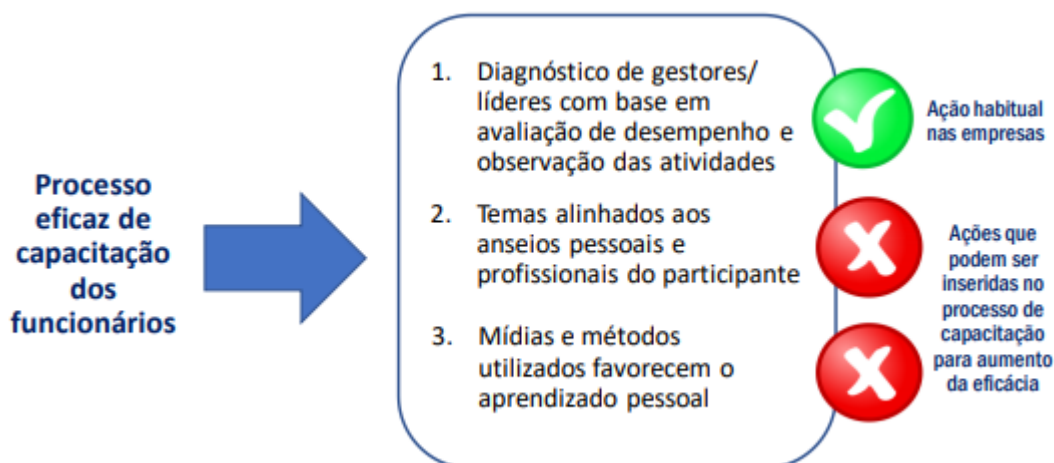 Processo
eficaz de
capacitação
dos
funcionários
1. Diagnóstico de gestores/
líderes com base em
avaliação de desempenho e
observação das atividades
Ação habitual
nas empresas
2. Temas alinhados aos
anseios pessoais e
profissionais do participante
3. Mídias e métodos
utilizados favorecem o
aprendizado pessoal
Ações que
podem ser
inseridas no
processo de
capacitação
para aumento
da eficácia